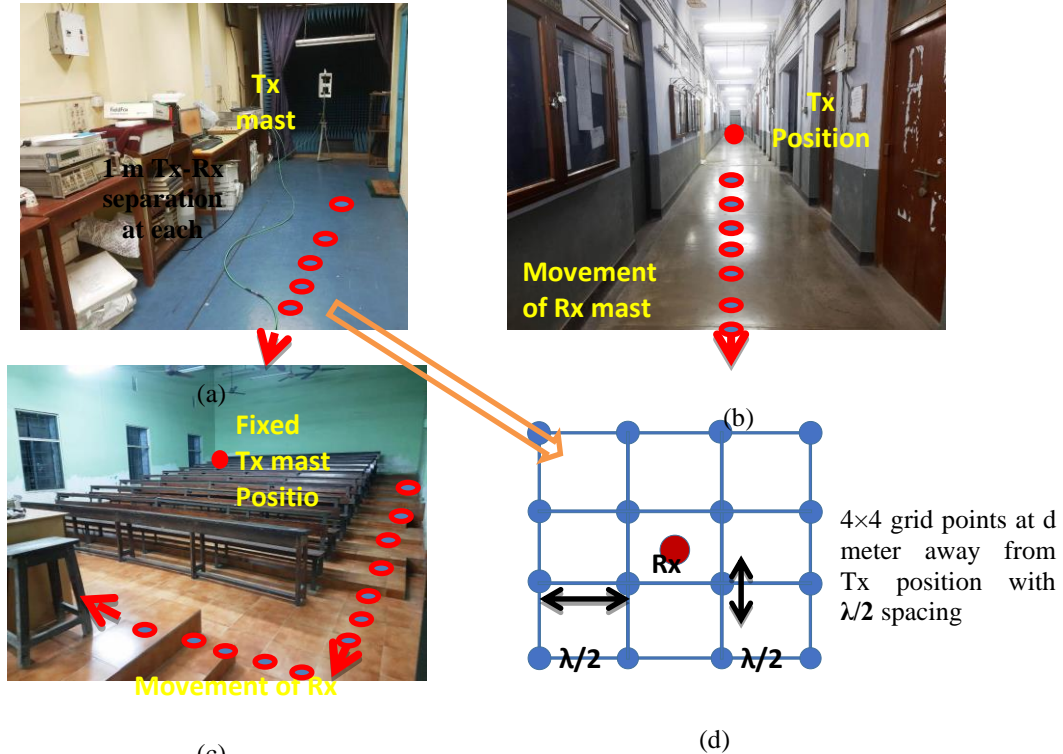 Tx
mast
1 m Tx-Rx
separation
at each
(a)
Tx
Position
Movement
of Rx mast
(b)
Fixed
Tx mast
Positio
Movement of Rx
(c)
Rx
λ/2
λ/2
4×4 grid points at d
meter away from
Tx position with
λ/2 spacing
(d)